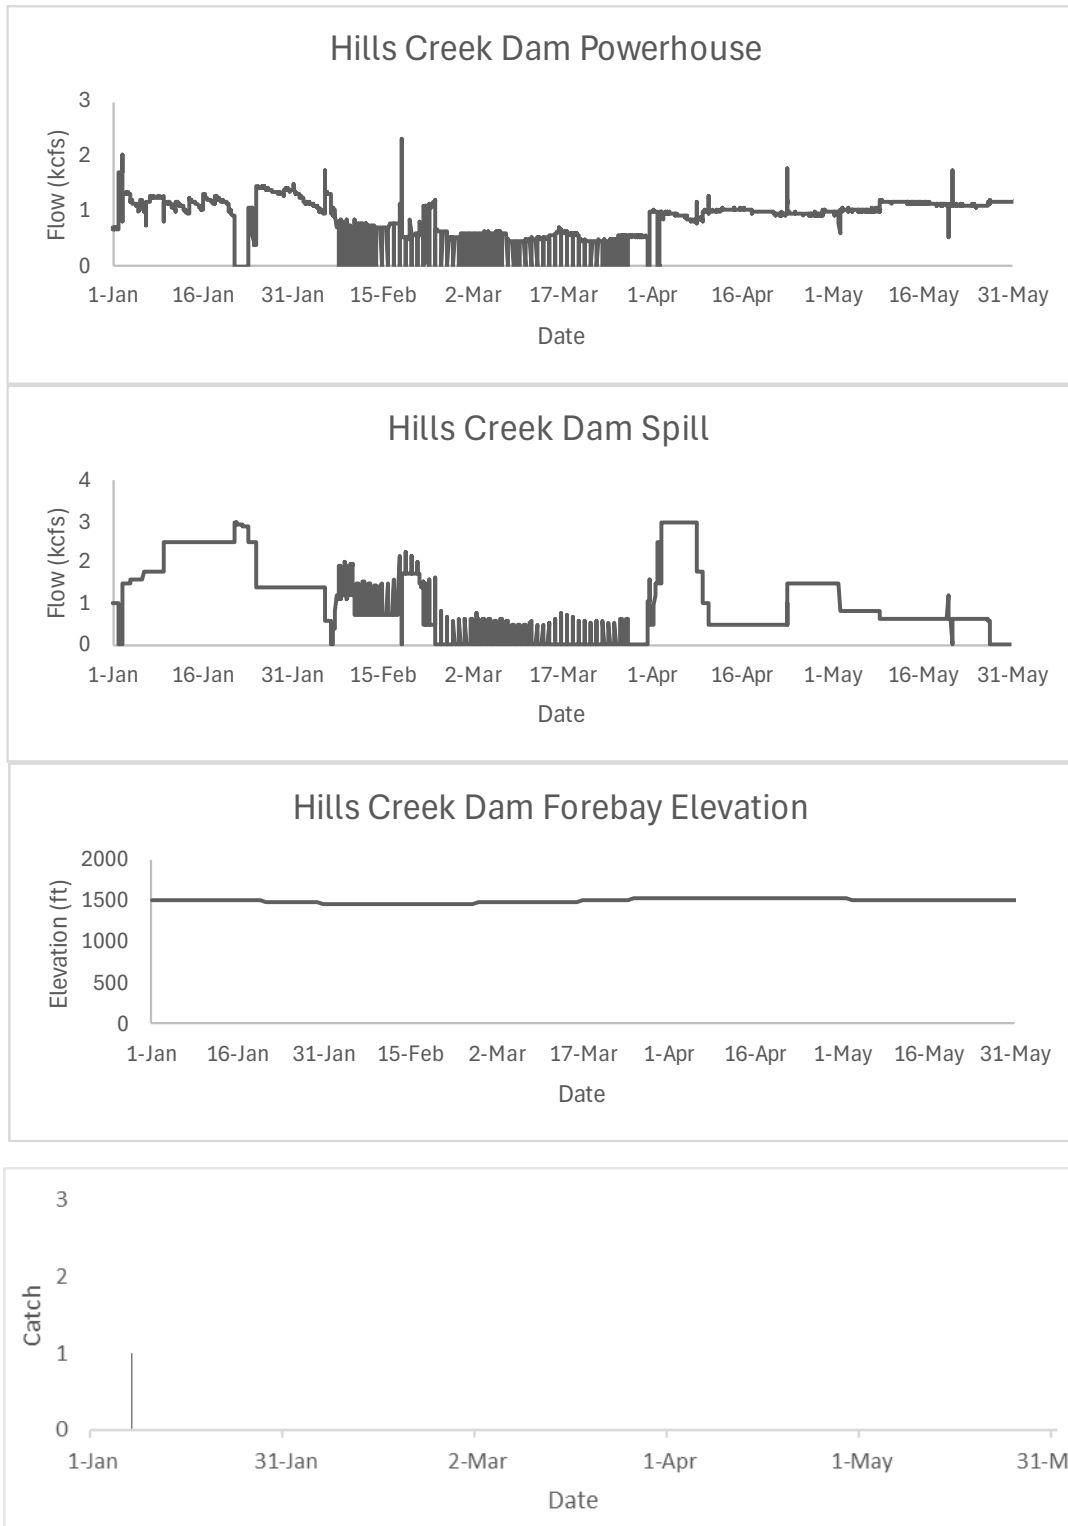 Hills Creek Dam Powerhouse
3
2
1
0
Flow (kcfs)
1-Jan 16-Jan 31-Jan 15-Feb 2-Mar 17-Mar 1-Apr 16-Apr 1-May 16-May 31-May
Date
Hills Creek Dam Spill
4
3
2
1
0
Flow (kcfs)
1-Jan 16-Jan 31-Jan 15-Feb 2-Mar 17-Mar 1-Apr 16-Apr 1-May 16-May 31-May
Date
Hills Creek Dam Forebay Elevation
2000
1500
1000
500
0
Elevation (ft)
1-Jan 16-Jan 31-Jan 15-Feb 2-Mar 17-Mar 1-Apr 16-Apr 1-May 16-May 31-May
Date
3
2
1
0
Catch
1-Jan 31-Jan 2-Mar 1-Apr 1-May 31-M
Date